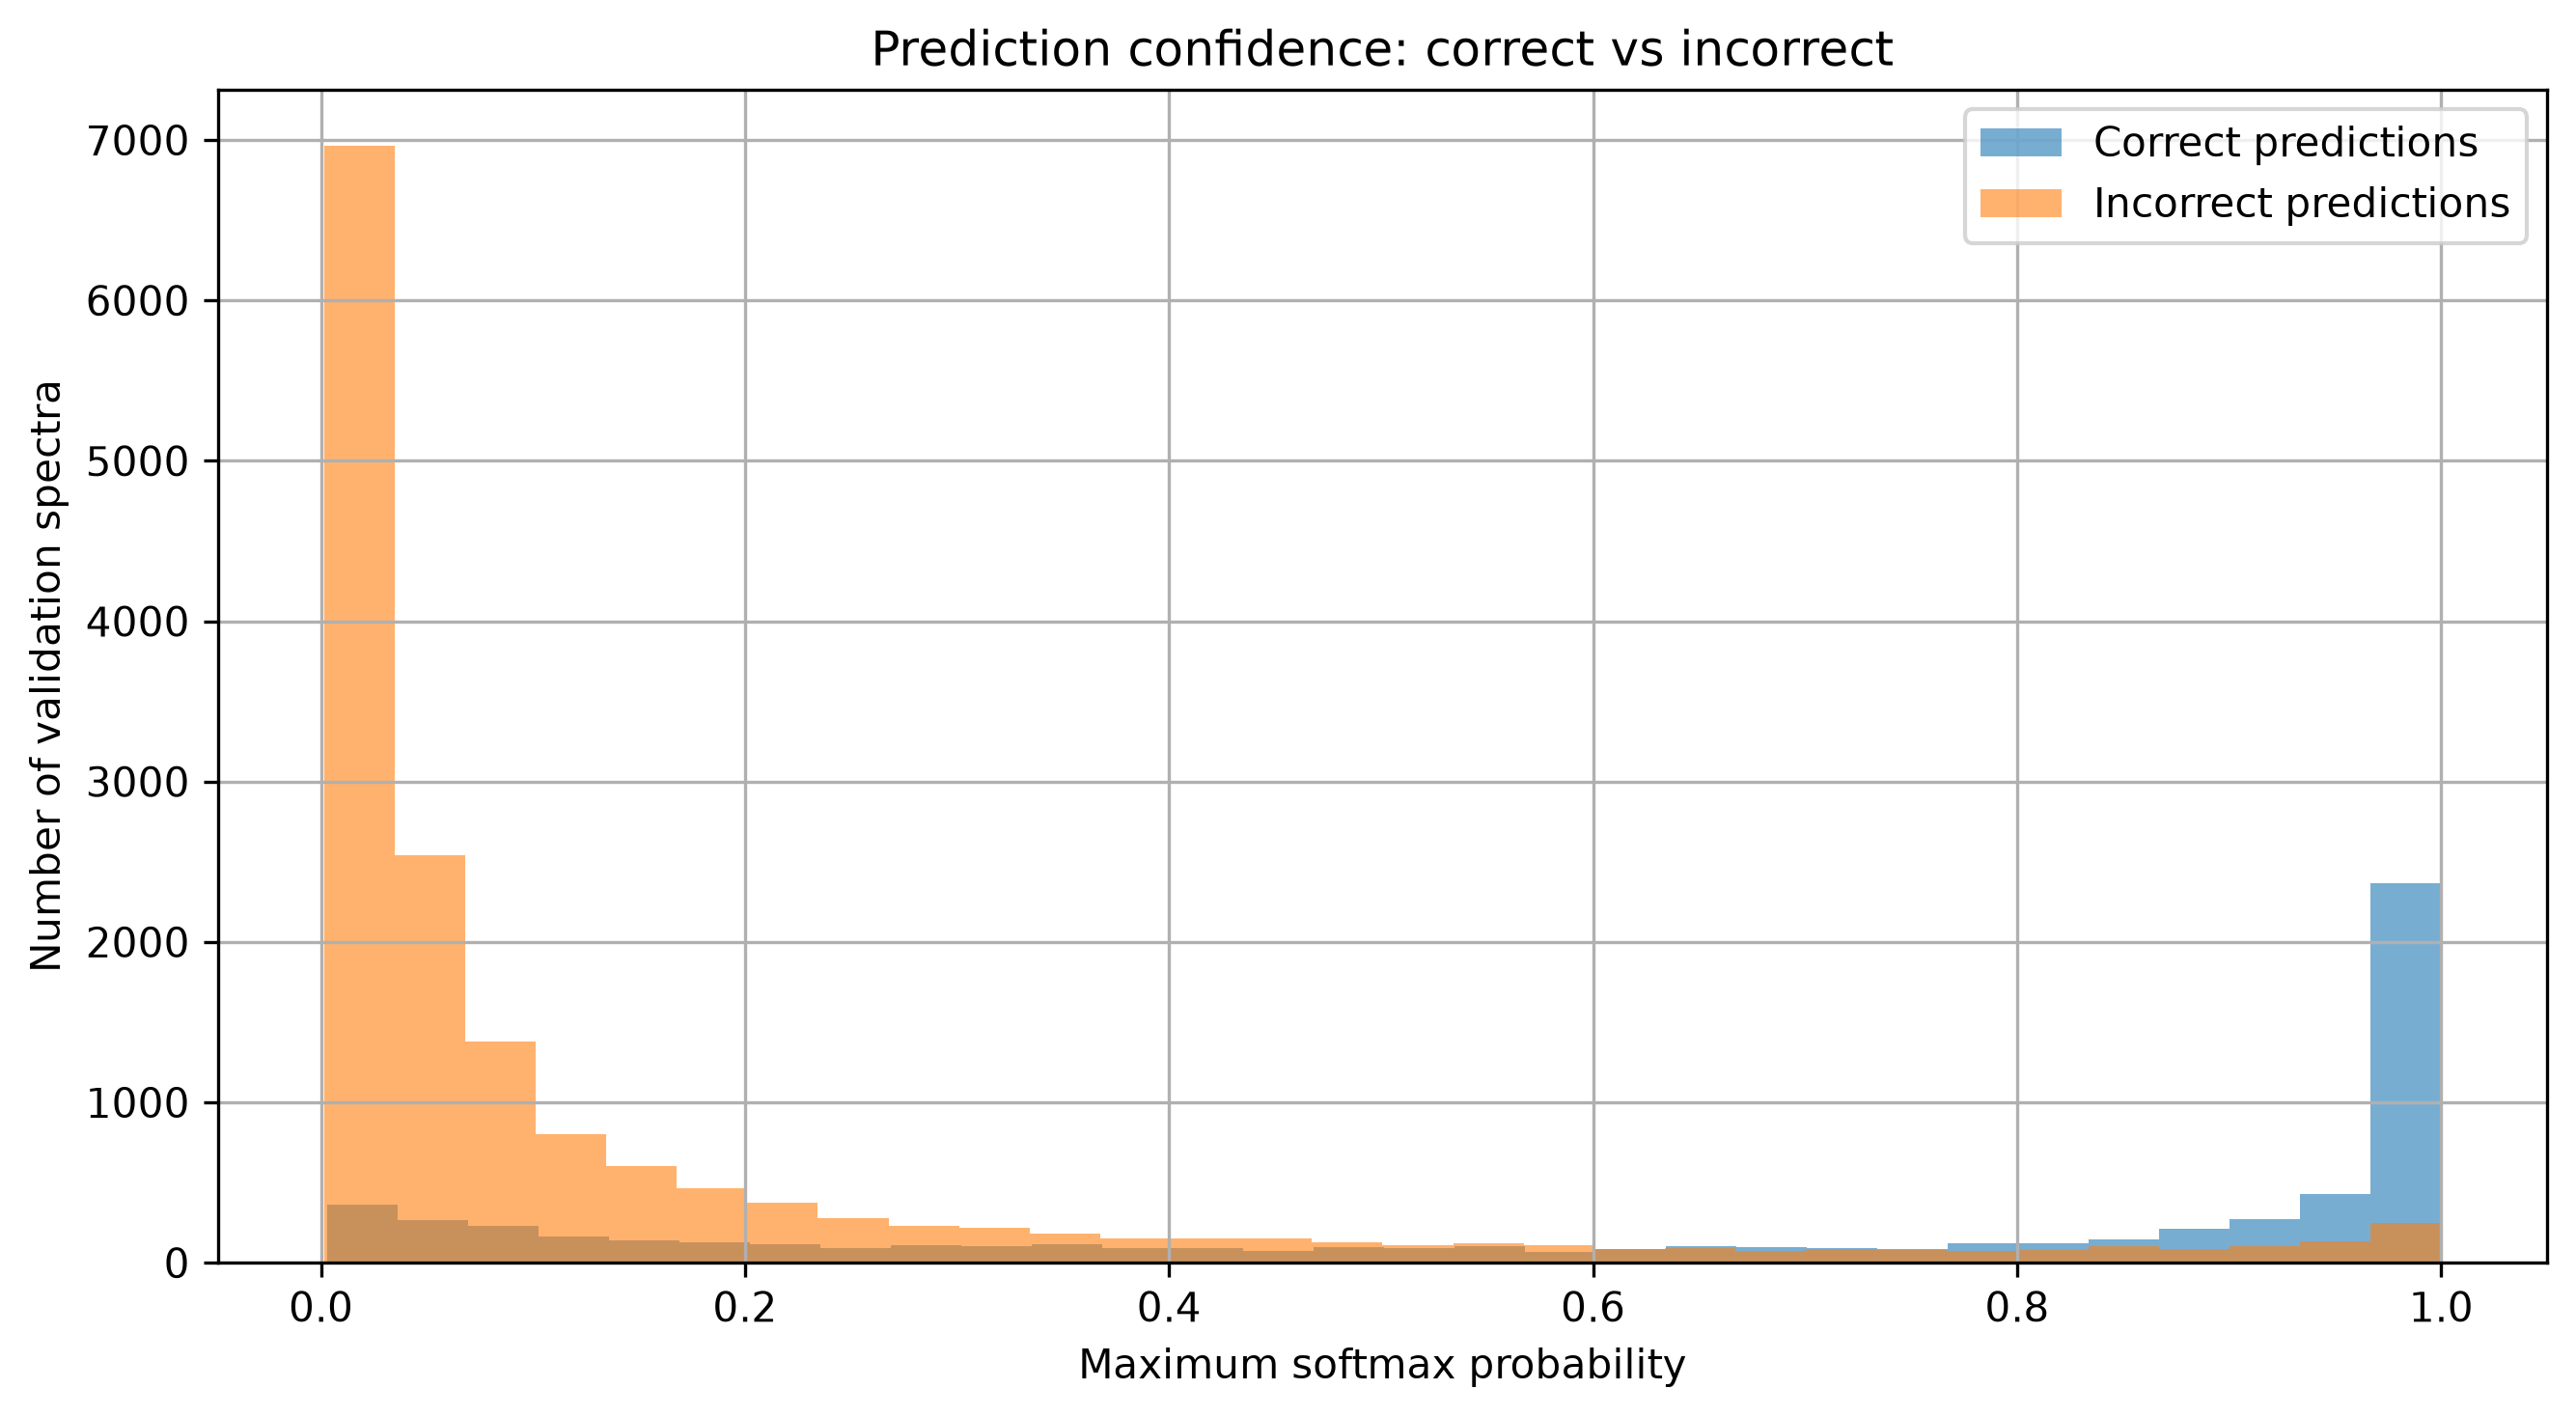 Prediction confidence: correct vs incorrect
Correct predictions
Incorrect predictions
Number of validation spectra
7000
6000
5000
4000
3000
2000
1000
0
0.0 0.2 0.4 0.6 0.8 1.0
Maximum softmax probability